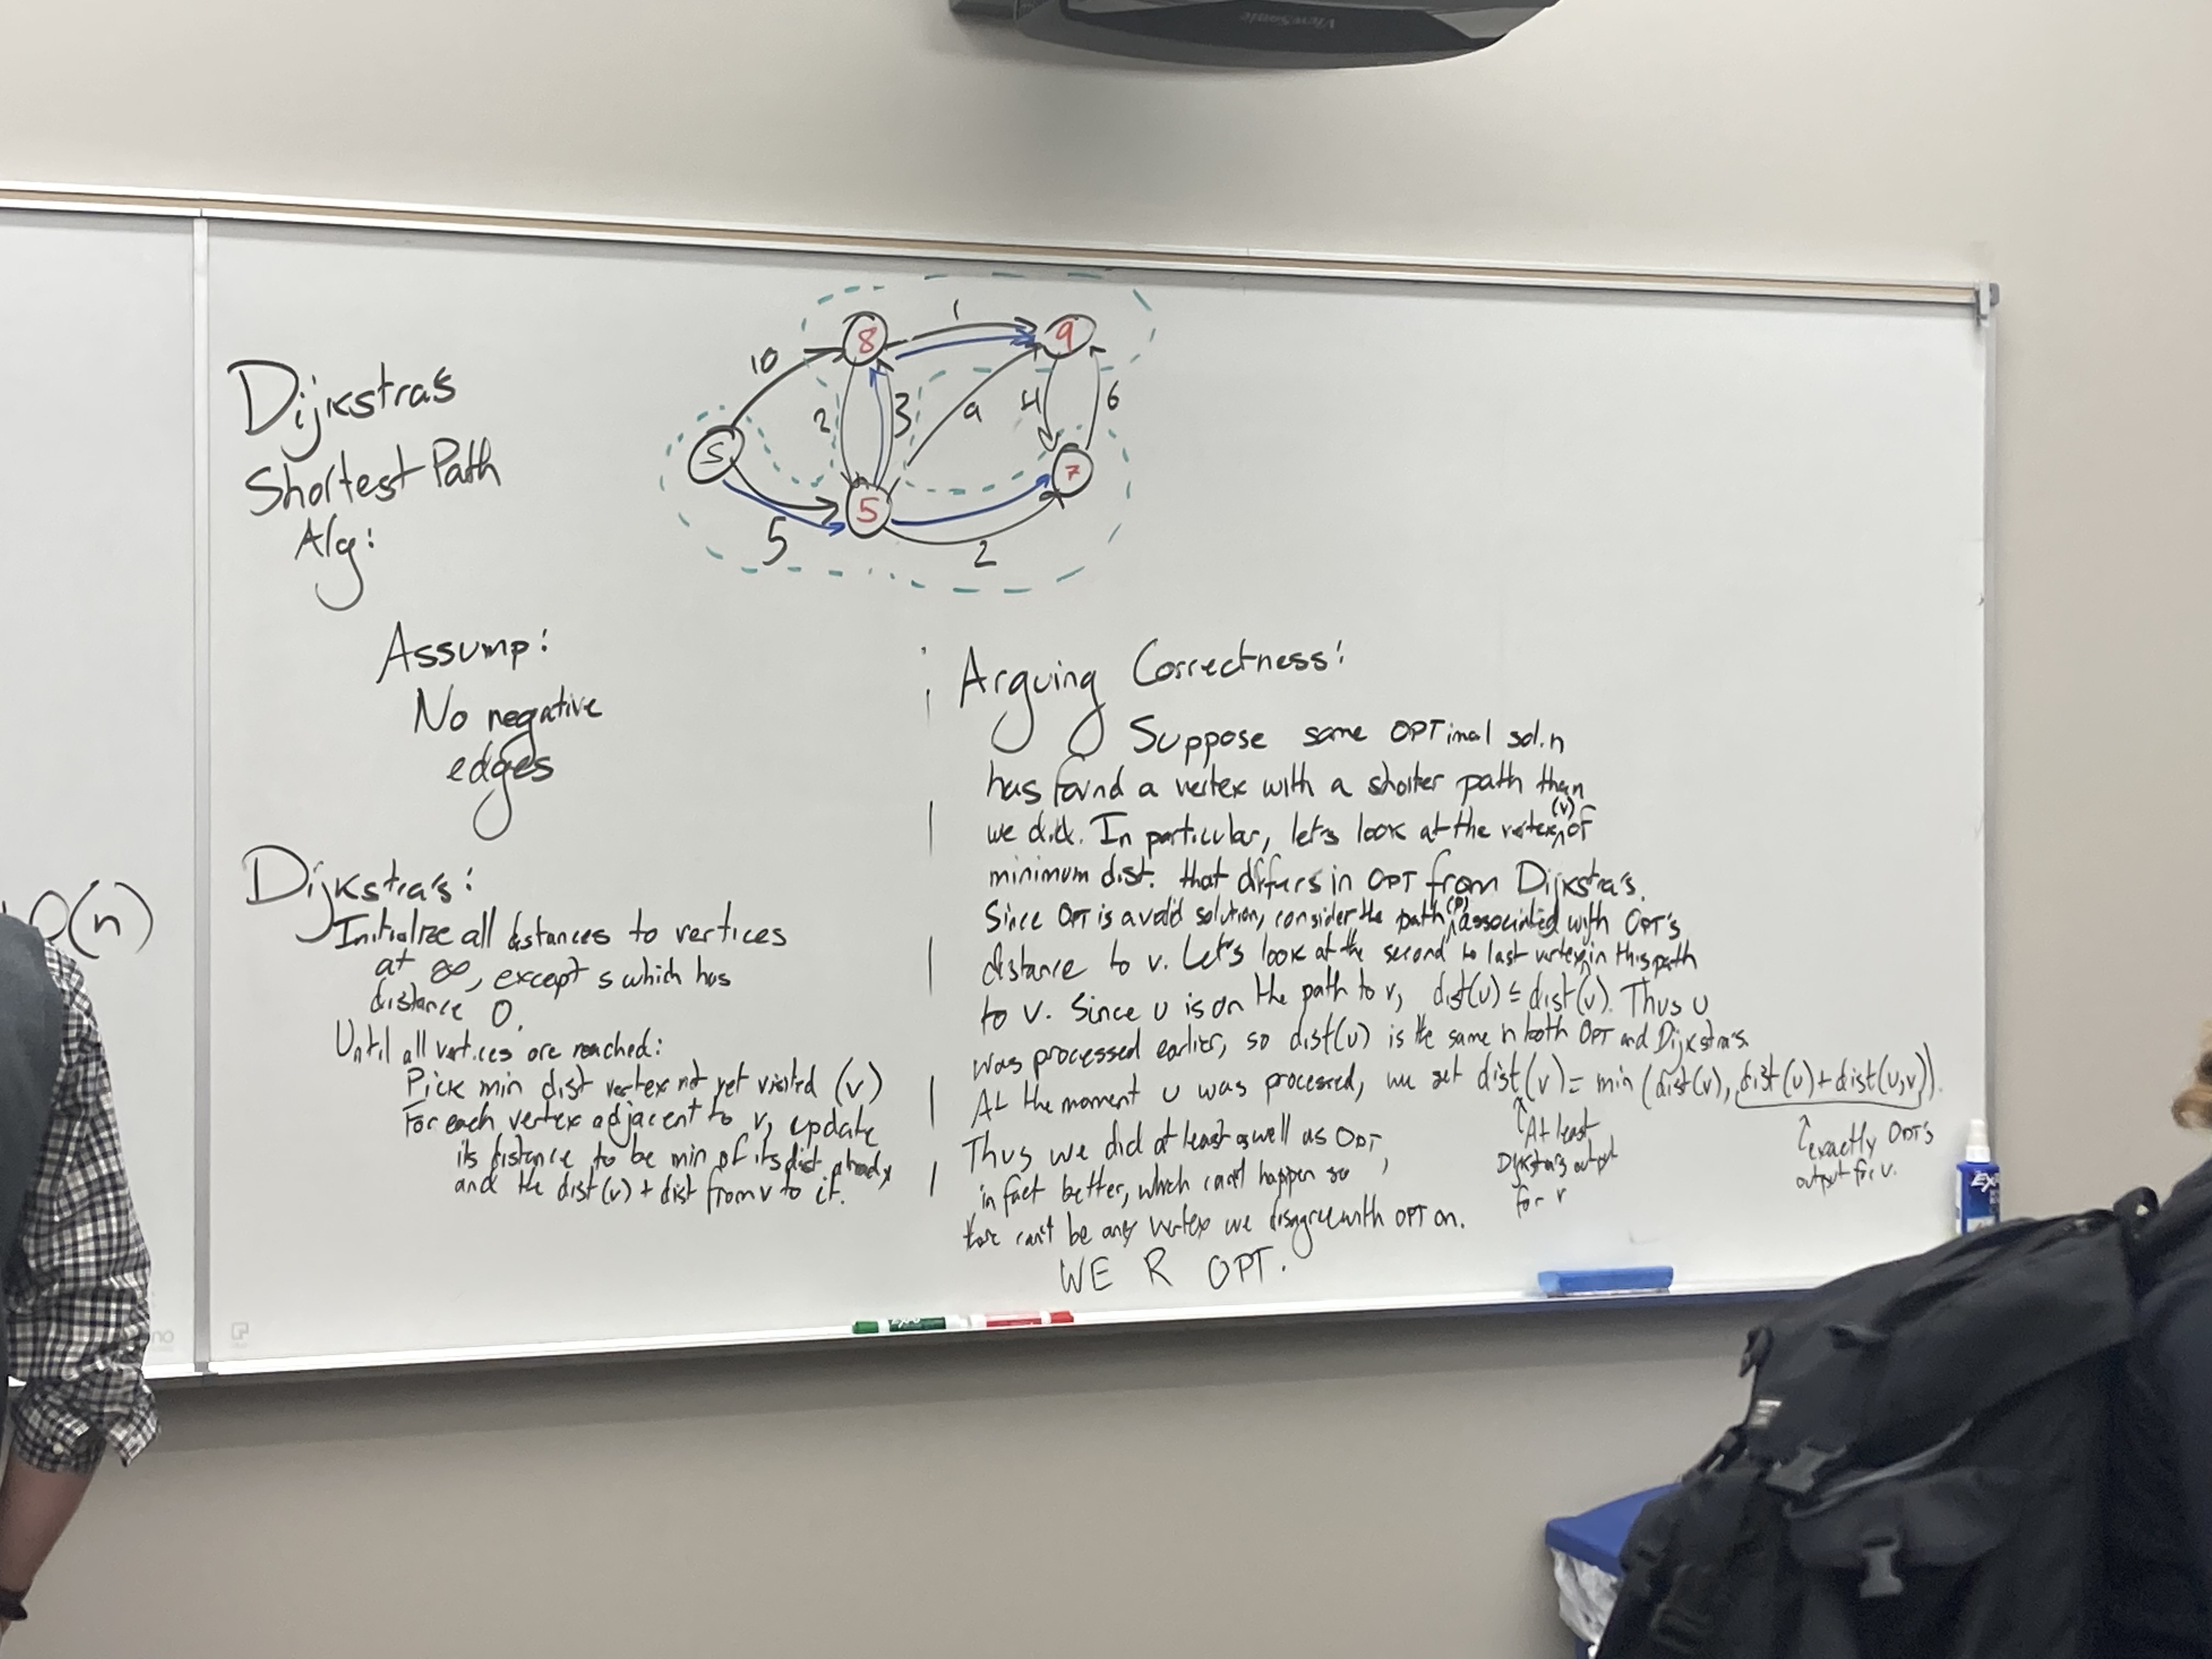 ViewSonic
Dijkstra's
Shortest Path
Alg:
10
8
1
9
2
3
9
4
6
S
5
7
5
2
Assump:
No negative
edges
O(n)
Dijkstra's:
Initialize all distances to vertices
at ∞, except s which has
distance 0.
Until all vertices are reached:
Pick min dist vertex not yet visited (v)
For each vertex adjacent to v, update
its distance to be min of its dist already
and the dist(v) + dist from v to it.
Arguing Correctness:
Suppose some OPTimal sol.n
has found a vertex with a shorter path than
we did. In particular, let's look at the vertex (v) of
minimum dist. that differs in OPT from Dijkstra's.
Since OPT is a valid solution, consider the path (P) associated with OPT's
distance to v. Let's look at the second to last vertex in this path
to v. Since u is on the path to v, dist(u) ≤ dist(v). Thus u
was processed earlier, so dist(u) is the same in both OPT and Dijkstra's.
At the moment u was processed, we set dist(v) = min (dist(v), dist(u) + dist(u,v)).
At least
Dijkstra's output
for v
exactly OPT's
output for v.
Thus we did at least as well as OPT,
in fact better, which can't happen so
there can't be any vertex we disagree with OPT on.
WE R OPT.